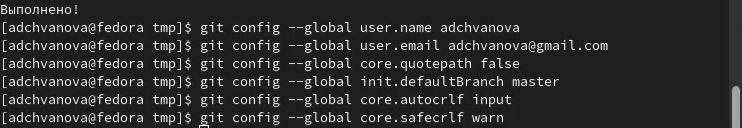 Выполнено!
[adchvanova@fedora tmp]$ git config --global user.name adchvanova
[adchvanova@fedora tmp]$ git config --global user.email adchvanova@gmail.com
[adchvanova@fedora tmp]$ git config --global core.quotepath false
[adchvanova@fedora tmp]$ git config --global init.defaultBranch master
[adchvanova@fedora tmp]$ git config --global core.autocrlf input
[adchvanova@fedora tmp]$ git config --global core.safecrlf warn